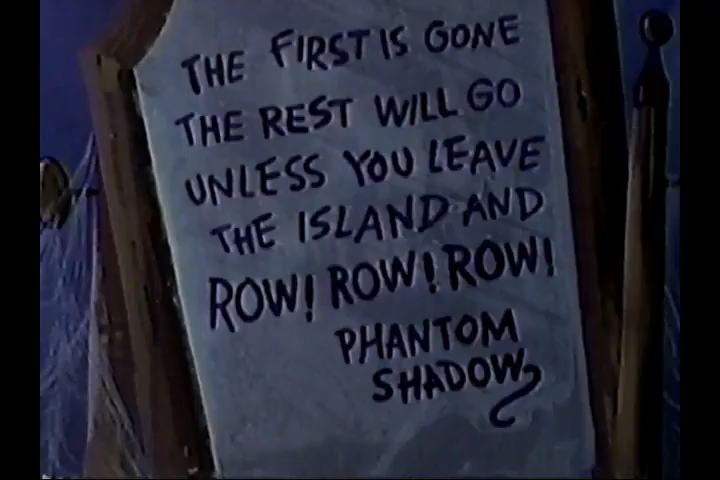 THE FIRST IS GONE
THE REST WILL GO
UNLESS YOU LEAVE
THE ISLAND AND
ROW! ROW! ROW!
PHANTOM
SHADOW